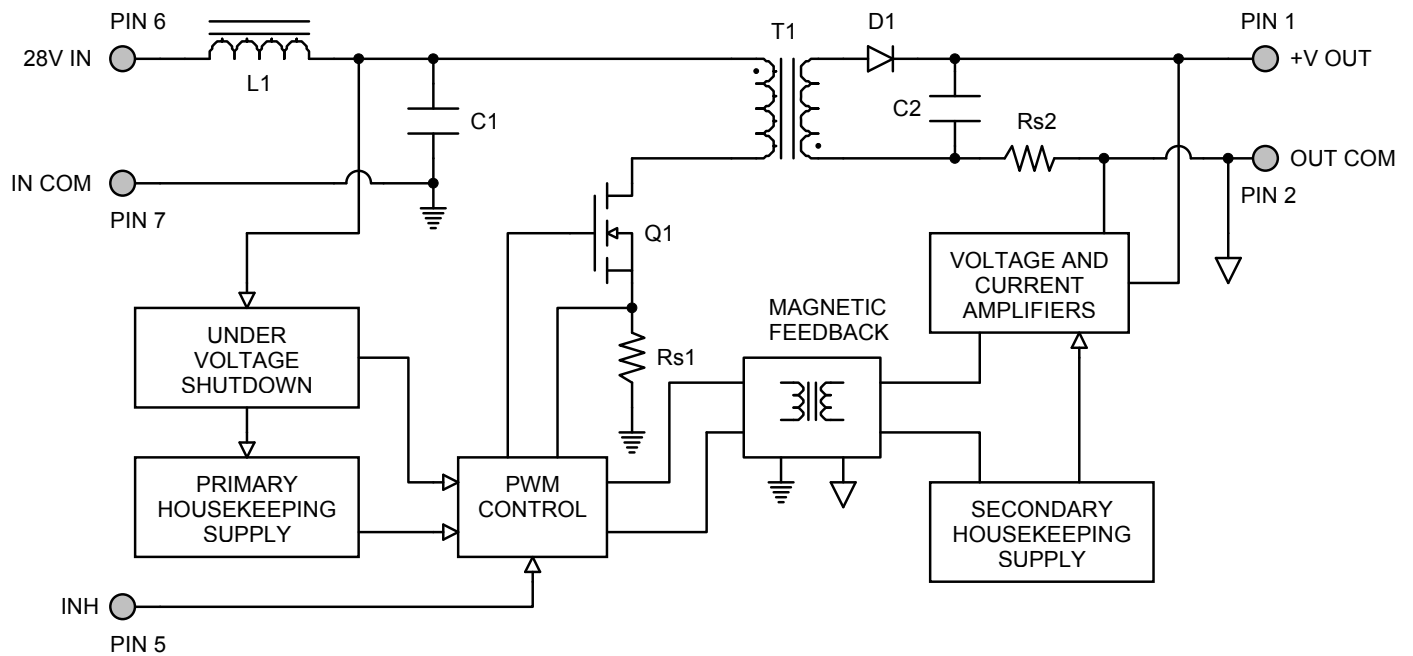 PIN 6
28V IN
L1
C1
IN COM
PIN 7
T1
D1
PIN 1
+V OUT
C2
Rs2
OUT COM
PIN 2
Q1
Rs1
UNDER
VOLTAGE
SHUTDOWN
PRIMARY
HOUSEKEEPING
SUPPLY
PWM
CONTROL
MAGNETIC
FEEDBACK
VOLTAGE AND
CURRENT
AMPLIFIERS
SECONDARY
HOUSEKEEPING
SUPPLY
INH
PIN 5